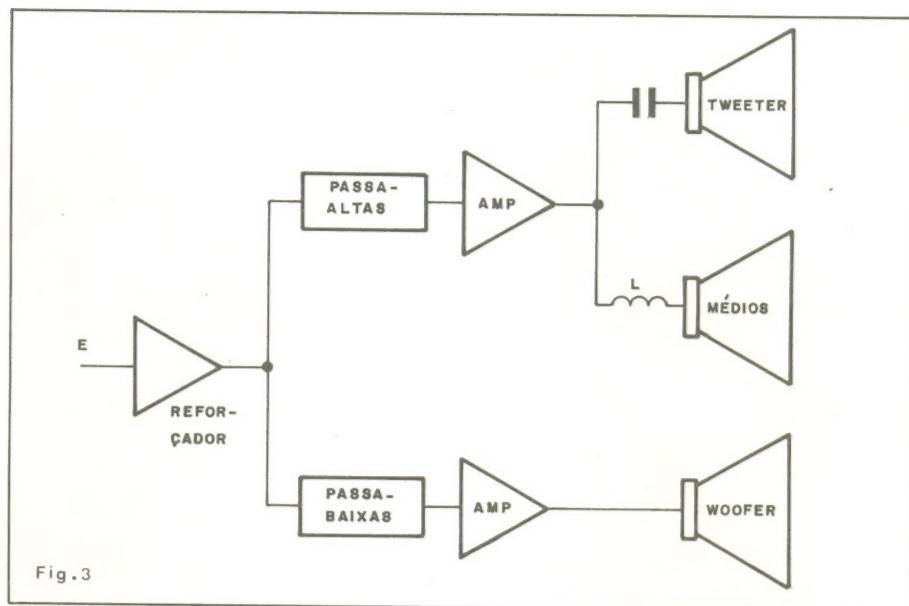 TWEETER
PASSA-
ALTAS
AMP
L
MÉDIOS
E
REFOR-
ÇADOR
PASSA-
BAIXAS
AMP
WOOFER
Fig.3